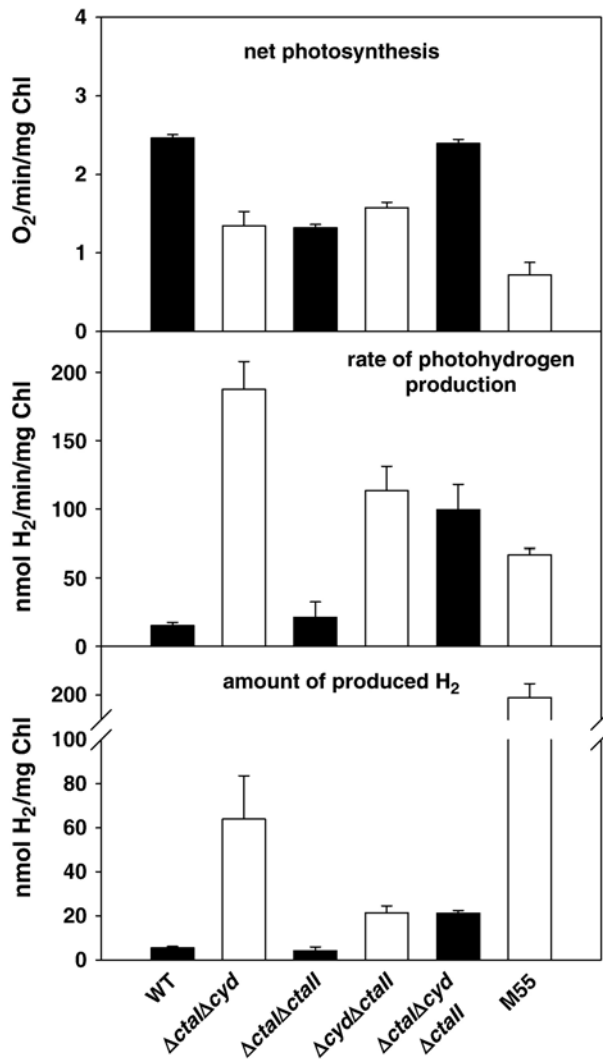 net photosynthesis
O₂/min/mg Chl
4
3
2
1
0
rate of photohydrogen
production
nmol H₂/min/mg Chl
200
150
100
50
0
amount of produced H₂
nmol H₂/mg Chl
200
100
80
60
40
20
0
WT
ΔctaIΔcyd
ΔctaIΔctaII
ΔcydΔctaII
ΔctaIΔcyd
ΔctaII
M55